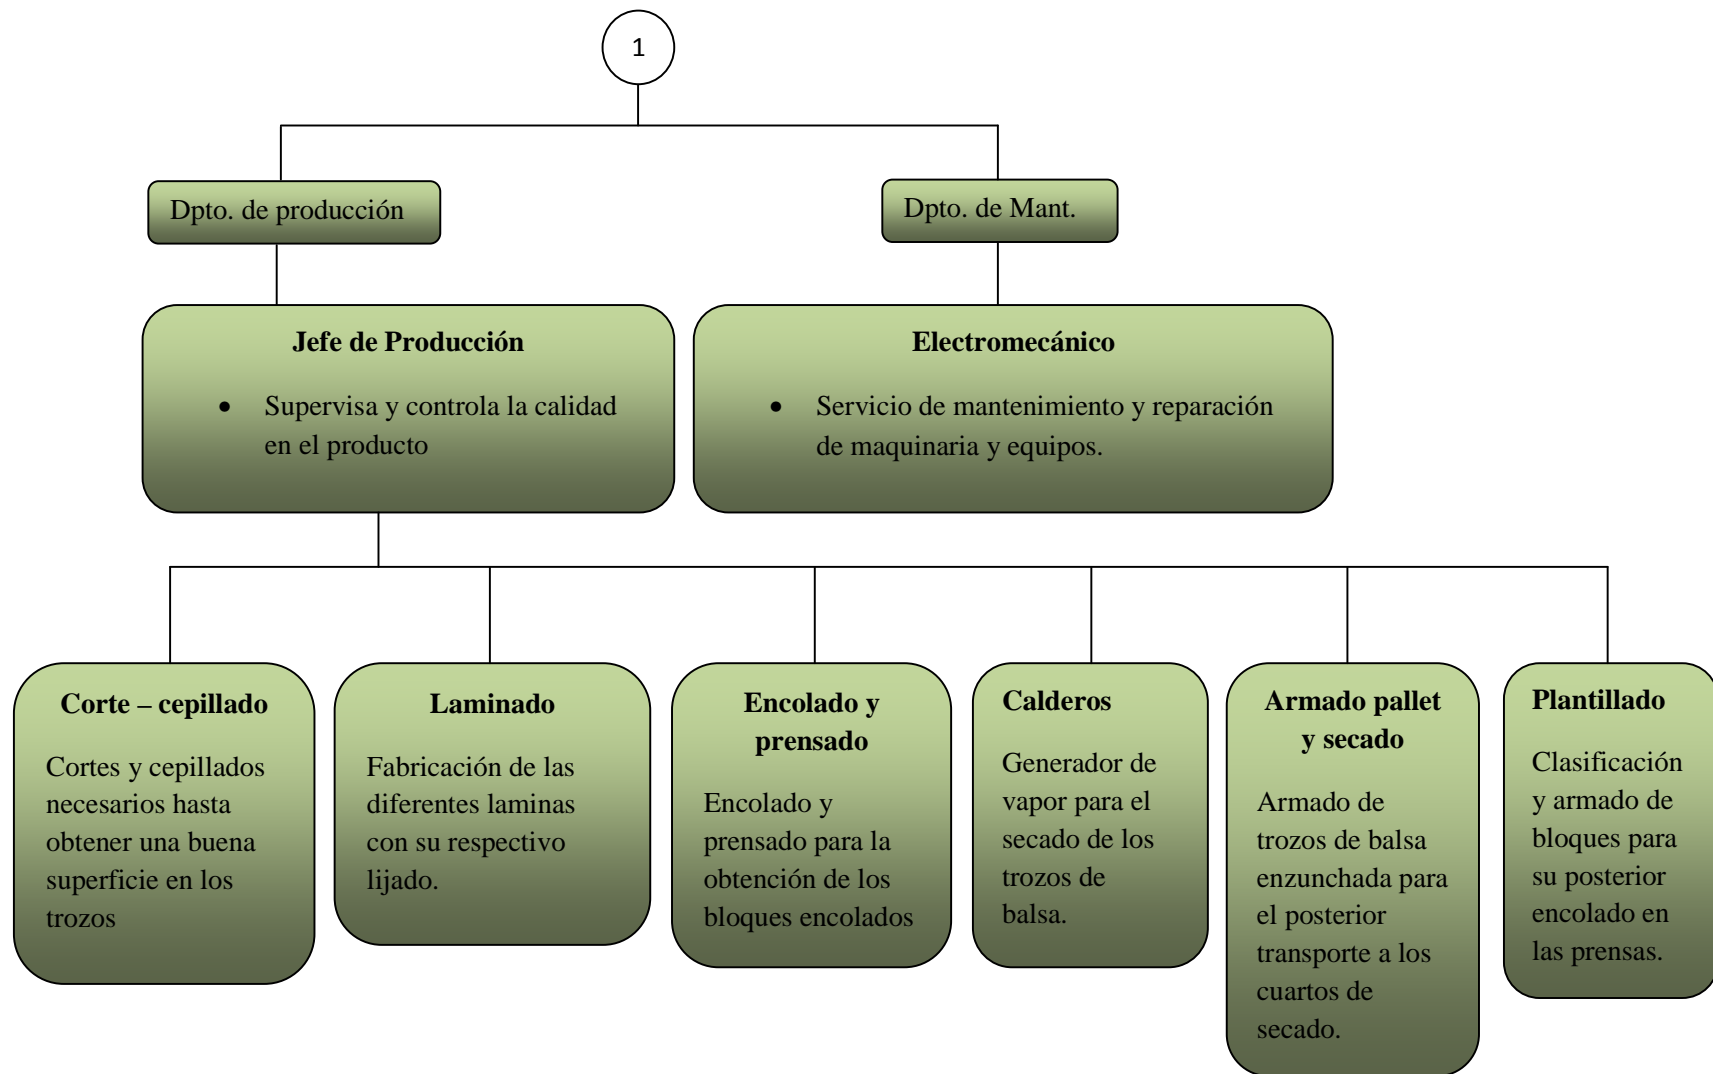 1
Dpto. de producción
Dpto. de Mant.
Jefe de Producción
• Supervisa y controla la calidad
en el producto
Electromecánico
• Servicio de mantenimiento y reparación
de maquinaria y equipos.
Corte – cepillado
Cortes y cepillados
necesarios hasta
obtener una buena
superficie en los
trozos
Laminado
Fabricación de las
diferentes laminas
con su respectivo
lijado.
Encolado y
prensado
Encolado y
prensado para la
obtención de los
bloques encolados
Calderos
Generador de
vapor para el
secado de los
trozos de
balsa.
Armado pallet
y secado
Armado de
trozos de balsa
enzunchada para
el posterior
transporte a los
cuartos de
secado.
Plantillado
Clasificación
y armado de
bloques para
su posterior
encolado en
las prensas.